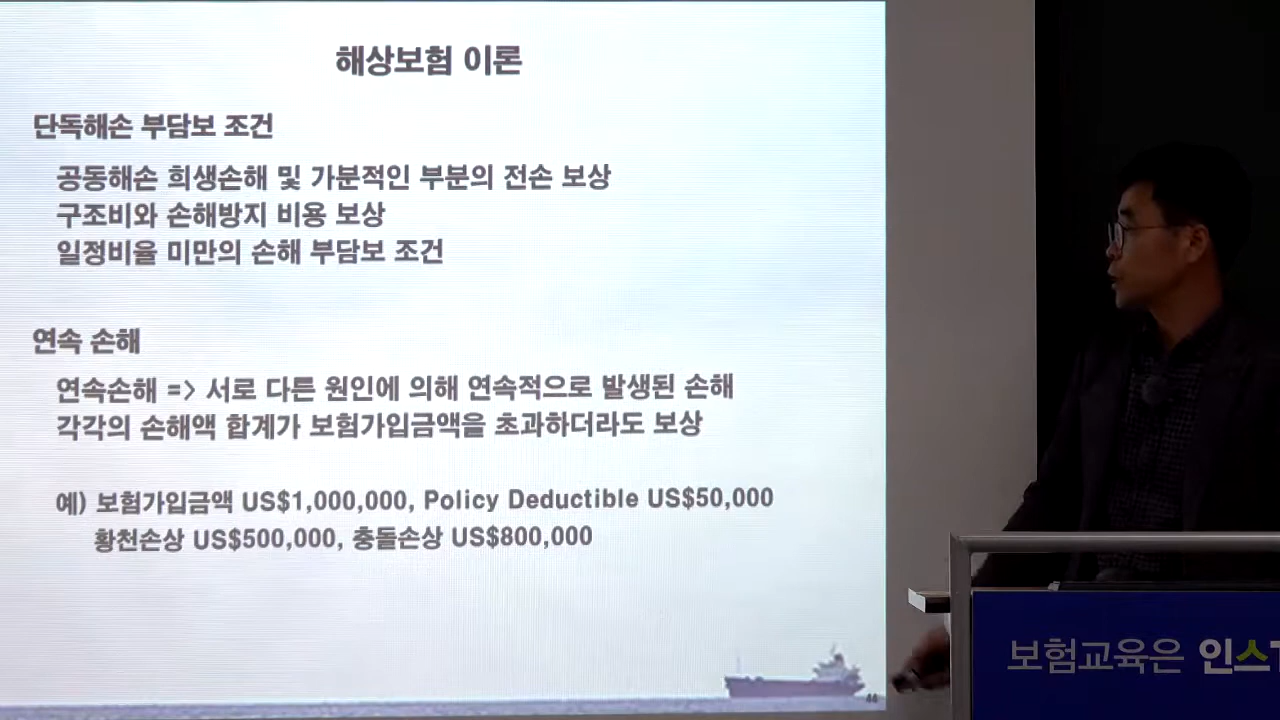 해상보험 이론
단독해손 부담보 조건
공동해손 희생손해 및 가분적인 부분의 전손 보상
구조비와 손해방지 비용 보상
일정비율 미만의 손해 부담보 조건
연속 손해
연속손해 => 서로 다른 원인에 의해 연속적으로 발생된 손해
각각의 손해액 합계가 보험가입금액을 초과하더라도 보상
예) 보험가입금액 US$1,000,000, Policy Deductible US$50,000
황천손상 US$500,000, 충돌손상 US$800,000
46
보험교육은 인스